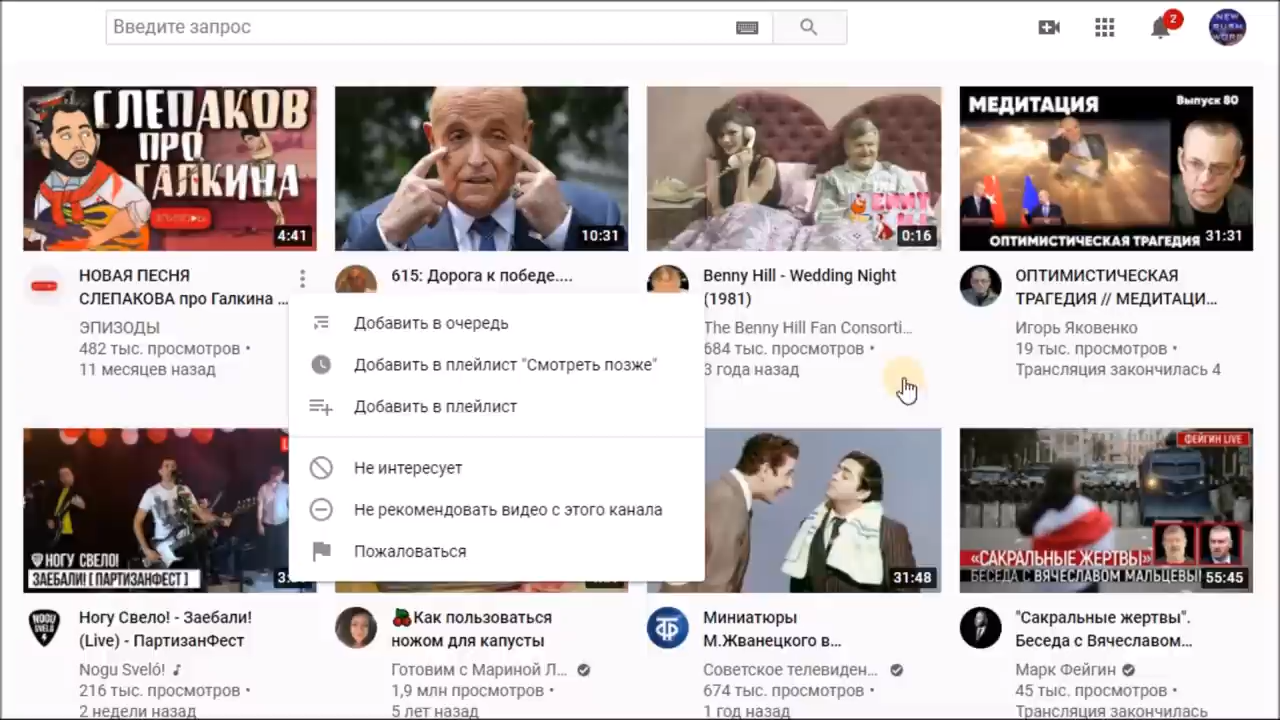 Введите запрос
2
NEW
RUSH
WORD
СЛЕПАКОВ
ПРО
ГАЛКИНА
4:41
10:31
0:16
МЕДИТАЦИЯ
Выпуск 80
ОПТИМИСТИЧЕСКАЯ ТРАГЕДИЯ
31:31
НОВАЯ ПЕСНЯ
СЛЕПАКОВА про Галкина ...
ЭПИЗОДЫ
482 тыс. просмотров •
11 месяцев назад
615: Дорога к победе....
Benny Hill - Wedding Night
(1981)
The Benny Hill Fan Consorti...
684 тыс. просмотров •
3 года назад
ОПТИМИСТИЧЕСКАЯ
ТРАГЕДИЯ // МЕДИТАЦИ...
Игорь Яковенко
19 тыс. просмотров •
Трансляция закончилась 4
Добавить в очередь
Добавить в плейлист "Смотреть позже"
Добавить в плейлист
Не интересует
Не рекомендовать видео с этого канала
Пожаловаться
НОГУ СВЕЛО!
ЗАЕБАЛИ! [ ПАРТИЗАНФЕСТ ]
31:48
ФЕЙГИН LIVE
«САКРАЛЬНЫЕ ЖЕРТВЫ»
БЕСЕДА С ВЯЧЕСЛАВОМ МАЛЬЦЕВЫМ
55:45
Ногу Свело! - Заебали!
(Live) - ПартизанФест
Nogu Sveló!
216 тыс. просмотров •
2 недели назад
🍒Как пользоваться
ножом для капусты
Готовим с Мариной Л...
1,9 млн просмотров •
5 лет назад
Миниатюры
М.Жванецкого в...
Советское телевиден...
674 тыс. просмотров •
1 год назад
"Сакральные жертвы".
Беседа с Вячеславом...
Марк Фейгин
45 тыс. просмотров •
Трансляция закончилась